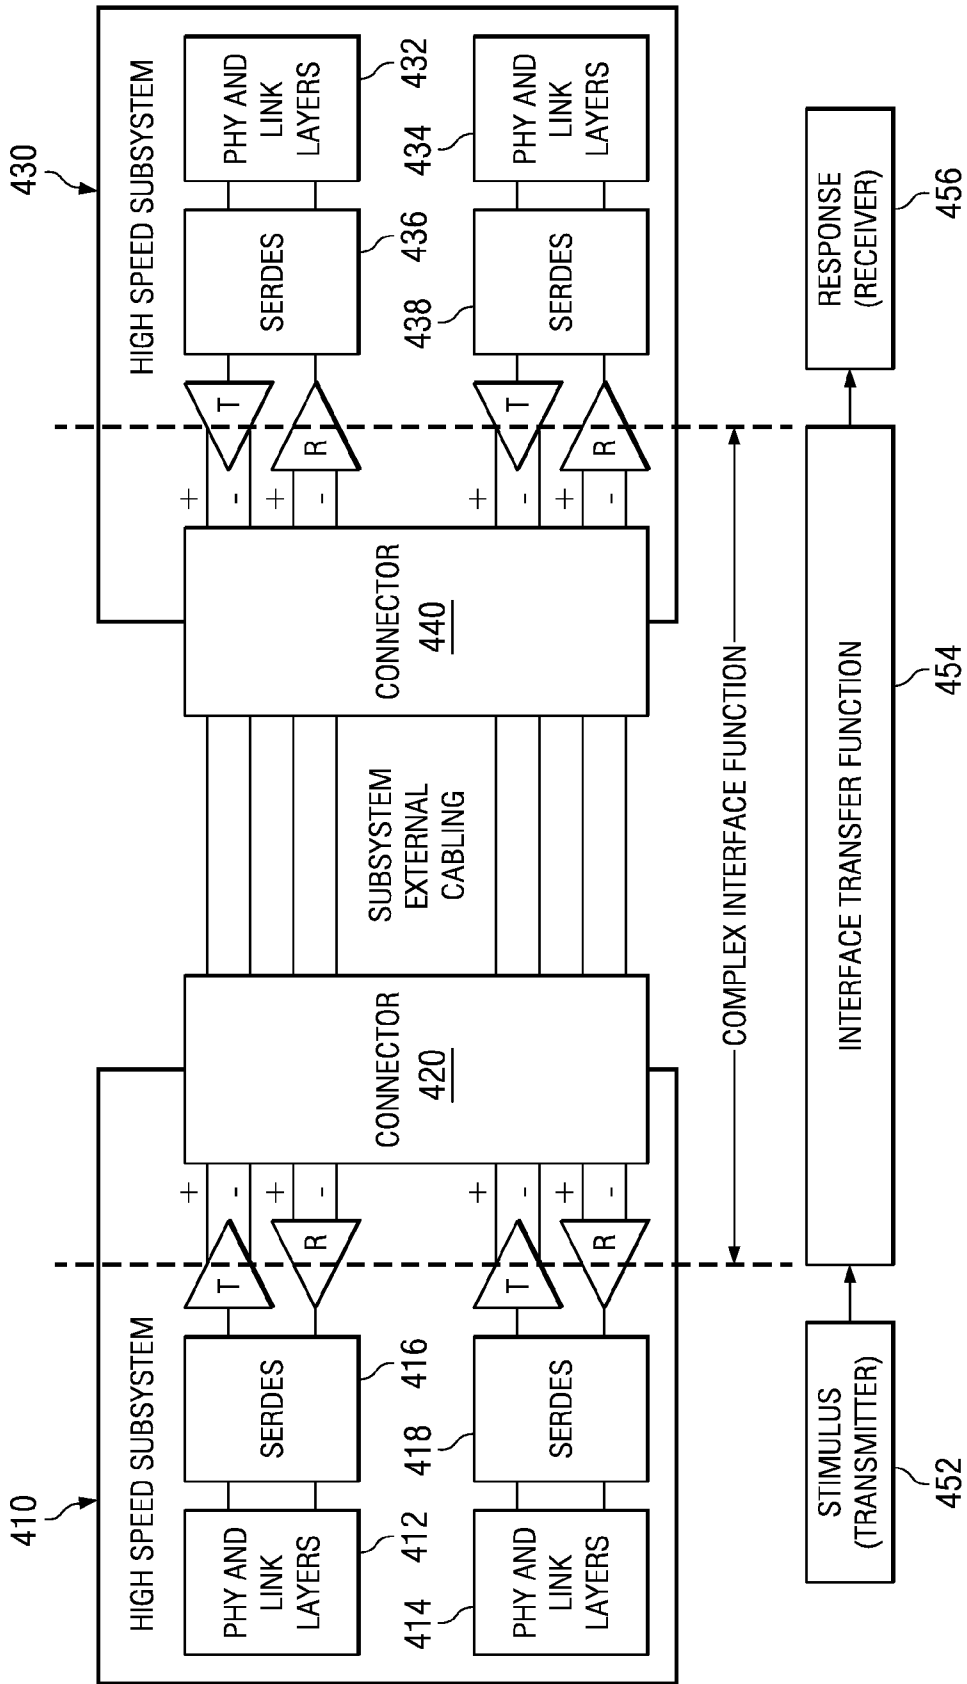 410
430
HIGH SPEED SUBSYSTEM
HIGH SPEED SUBSYSTEM
PHY AND
LINK
LAYERS
412
SERDES
416
T
R
+
-
+
-
CONNECTOR
420
SUBSYSTEM
EXTERNAL
CABLING
CONNECTOR
440
+
-
+
-
T
R
SERDES
436
PHY AND
LINK
LAYERS
432
414
PHY AND
LINK
LAYERS
418
SERDES
T
R
+
-
+
-
+
-
+
-
T
R
438
SERDES
434
PHY AND
LINK
LAYERS
COMPLEX INTERFACE FUNCTION
STIMULUS
(TRANSMITTER)
452
INTERFACE TRANSFER FUNCTION
454
RESPONSE
(RECEIVER)
456